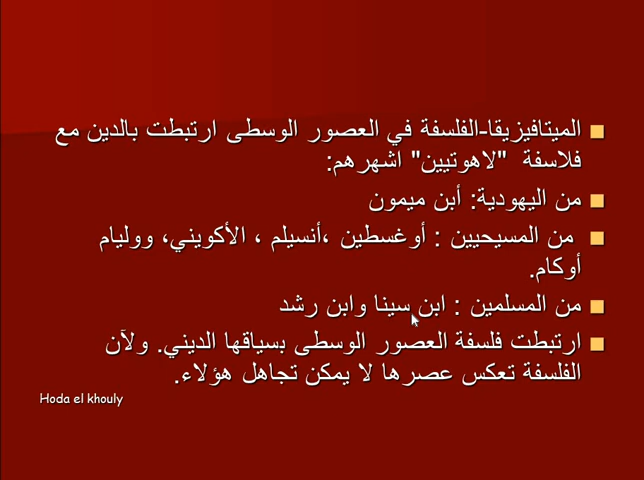 الميتافيزيقا-الفلسفة في العصور الوسطى ارتبطت بالدين مع
فلاسفة "لاهوتيين" اشهرهم:
من اليهودية: أبن ميمون
من المسيحيين : أوغسطين ،أنسيلم ، الأكويني، ووليام
أوكام.
من المسلمين : ابن سينا وابن رشد
ارتبطت فلسفة العصور الوسطى بسياقها الديني. ولآن
الفلسفة تعكس عصرها لا يمكن تجاهل هؤلاء.
Hoda el khouly